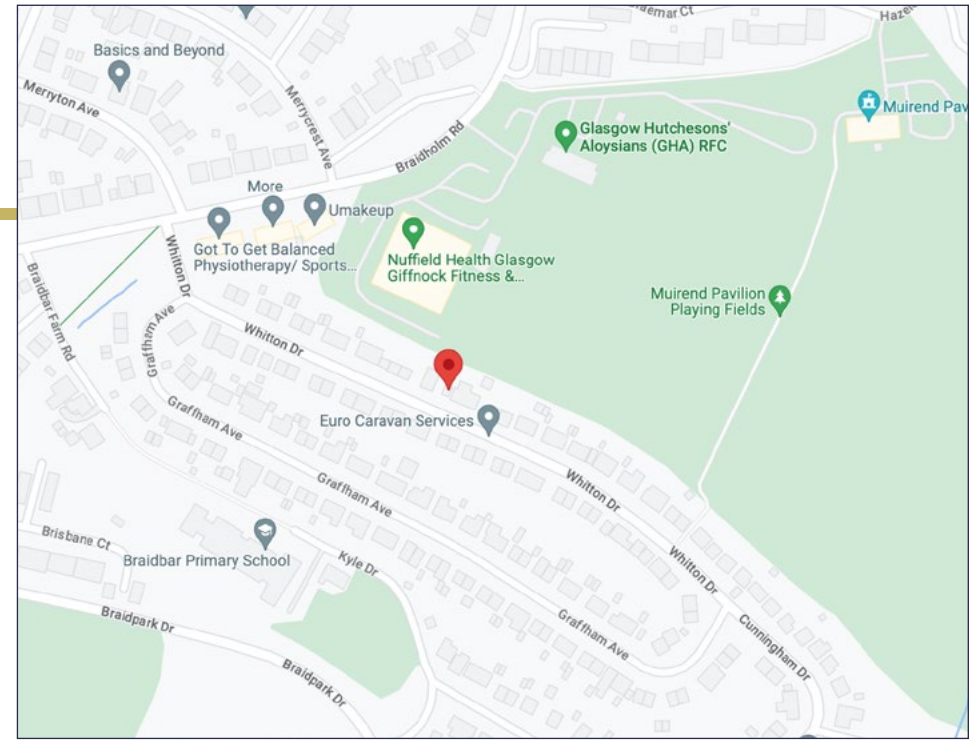 Braemar Ct
Basics and Beyond
Merryton Ave
Merrycrest Ave
Braidholm Rd
Glasgow Hutchesons'
Aloysians (GHA) RFC
Muirend Pav
More
Umakeup
Got To Get Balanced
Physiotherapy/ Sports...
Nuffield Health Glasgow
Giffnock Fitness &...
Muirend Pavilion
Playing Fields
Braidbar Farm Rd
Whitton Dr
Graffham Ave
Whitton Dr
Euro Caravan Services
Graffham Ave
Graffham Ave
Whitton Dr
Brisbane Ct
Braidbar Primary School
Kyle Dr
Whitton Dr
Braidpark Dr
Graffham Ave
Cunningham Dr
Braidpark Dr